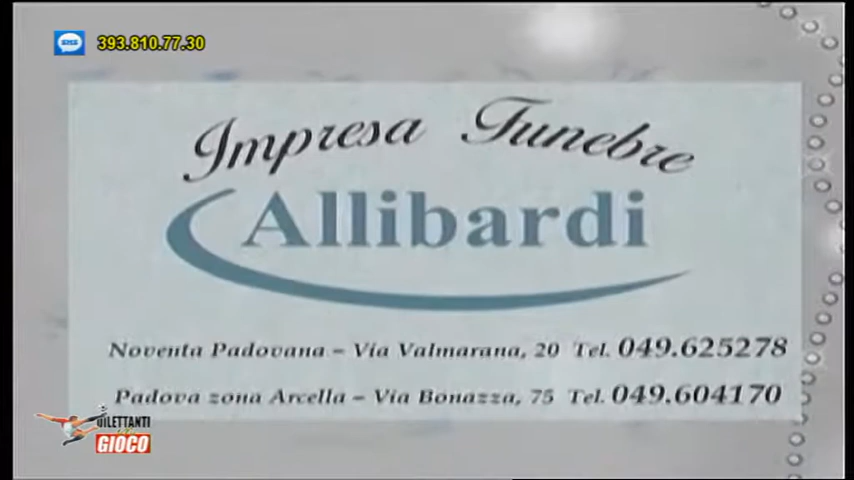 SMS 393.810.77.30
Impresa Funebre
Allibardi
Noventa Padovana – Via Valmarana, 20 Tel. 049.625278
Padova zona Arcella – Via Bonazza, 75 Tel. 049.604170
DILETTANTI
GIOCO